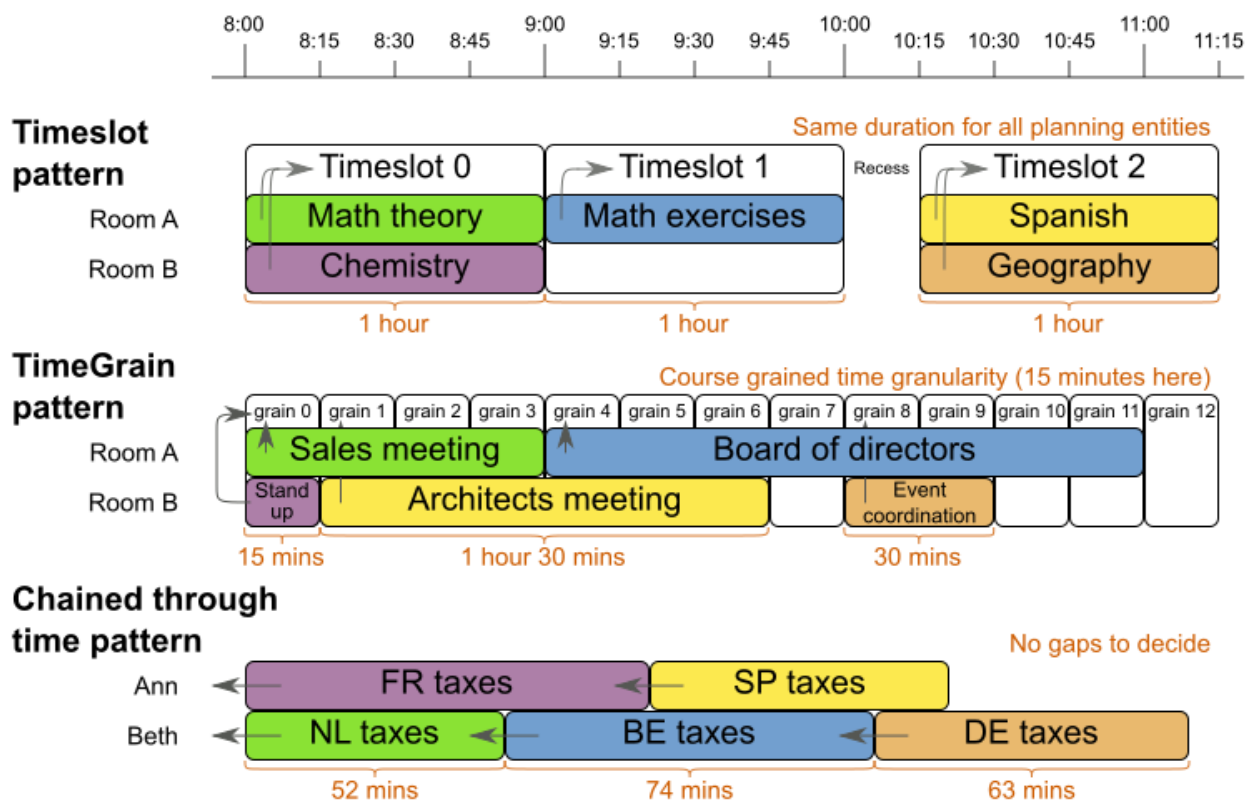 8:00 9:00 10:00 11:00
8:15 8:30 8:45 9:15 9:30 9:45 10:15 10:30 10:45 11:15
Timeslot
pattern
Same duration for all planning entities
Timeslot 0 Timeslot 1 Recess Timeslot 2
Room A Math theory Math exercises Spanish
Room B Chemistry Geography
1 hour 1 hour 1 hour
TimeGrain
pattern
Course grained time granularity (15 minutes here)
grain 0 grain 1 grain 2 grain 3 grain 4 grain 5 grain 6 grain 7 grain 8 grain 9 grain 10 grain 11 grain 12
Room A Sales meeting Board of directors
Room B Stand
up Architects meeting Event
coordination
15 mins 1 hour 30 mins 30 mins
Chained through
time pattern
No gaps to decide
Ann FR taxes SP taxes
Beth NL taxes BE taxes DE taxes
52 mins 74 mins 63 mins